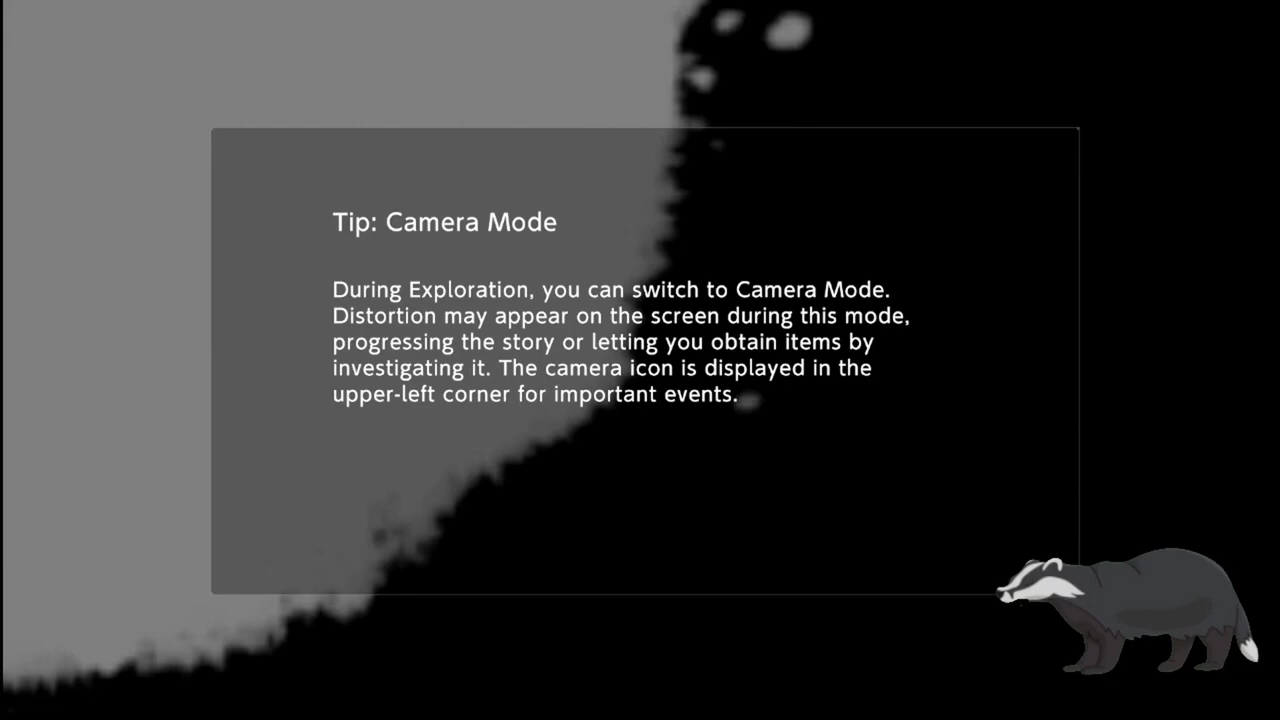 Tip: Camera Mode
During Exploration, you can switch to Camera Mode.
Distortion may appear on the screen during this mode,
progressing the story or letting you obtain items by
investigating it. The camera icon is displayed in the
upper-left corner for important events.